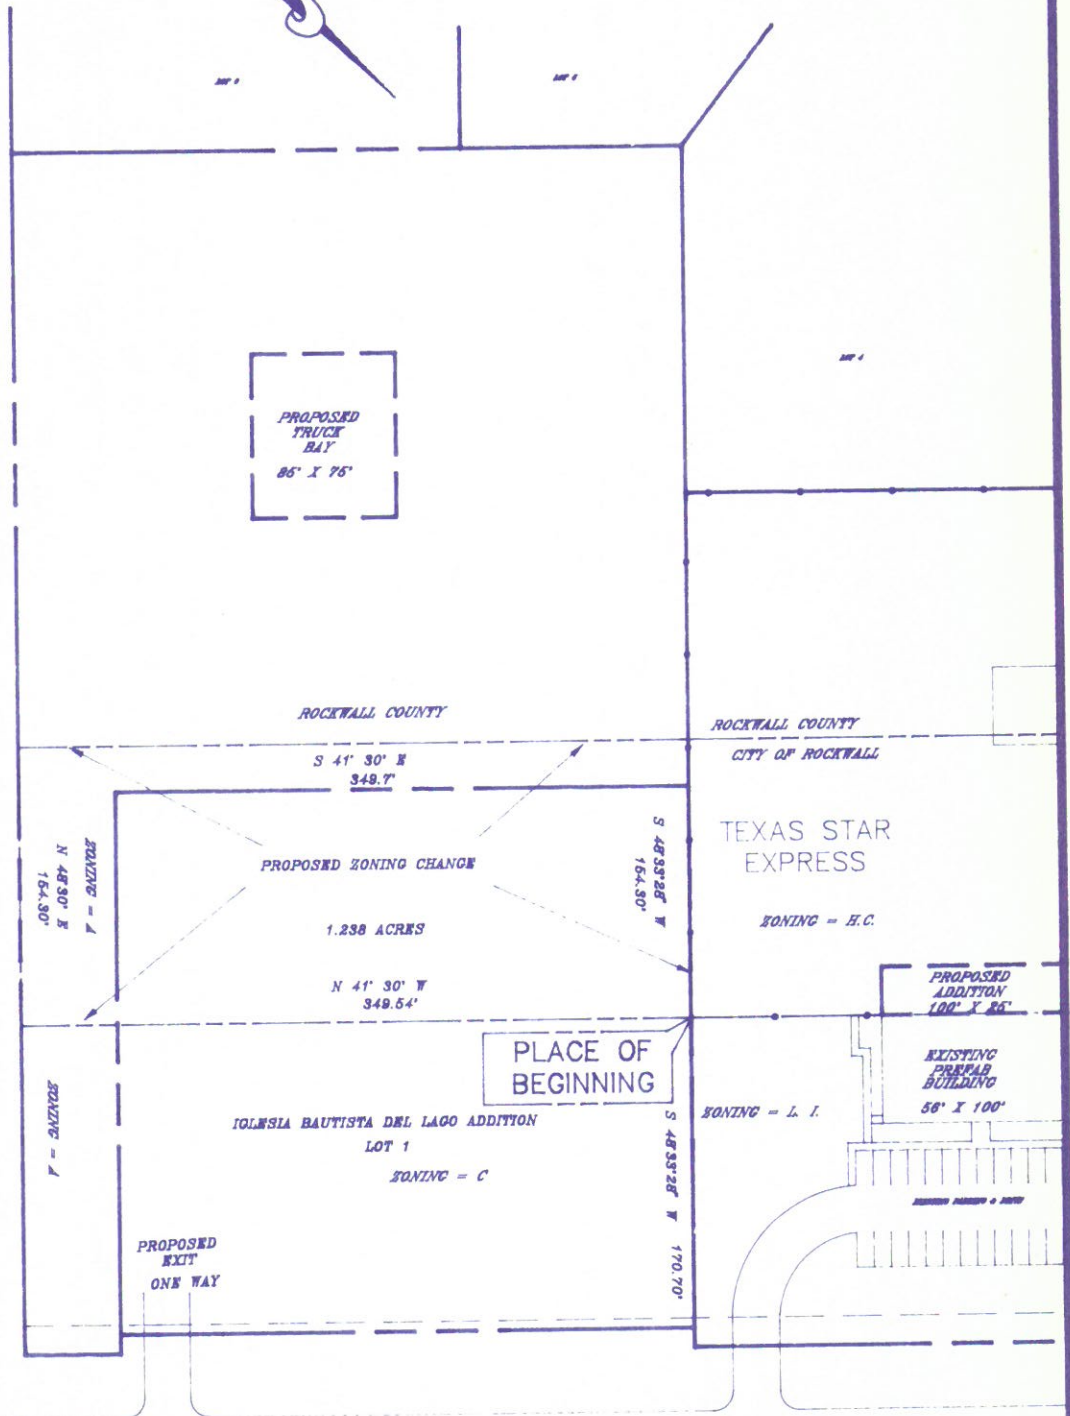 PROPOSED
TRUCK
BAY
85' X 75'
ROCKWALL COUNTY
ROCKWALL COUNTY
CITY OF ROCKWALL
S 41° 30' E
349.7'
ZONING = A
N 48°30' E
154.30'
PROPOSED ZONING CHANGE
S 48°33'28" W
154.30'
TEXAS STAR
EXPRESS
1.238 ACRES
ZONING = H.C.
N 41° 30' W
349.54'
PROPOSED
ADDITION
100' X 25'
PLACE OF
BEGINNING
EXISTING
PREFAB
BUILDING
56' X 100'
ZONING = A
IGLESIA BAUTISTA DEL LAGO ADDITION
LOT 1
ZONING = C
S 48°33'28" W 170.70'
ZONING = L. I.
PROPOSED
EXIT
ONE WAY